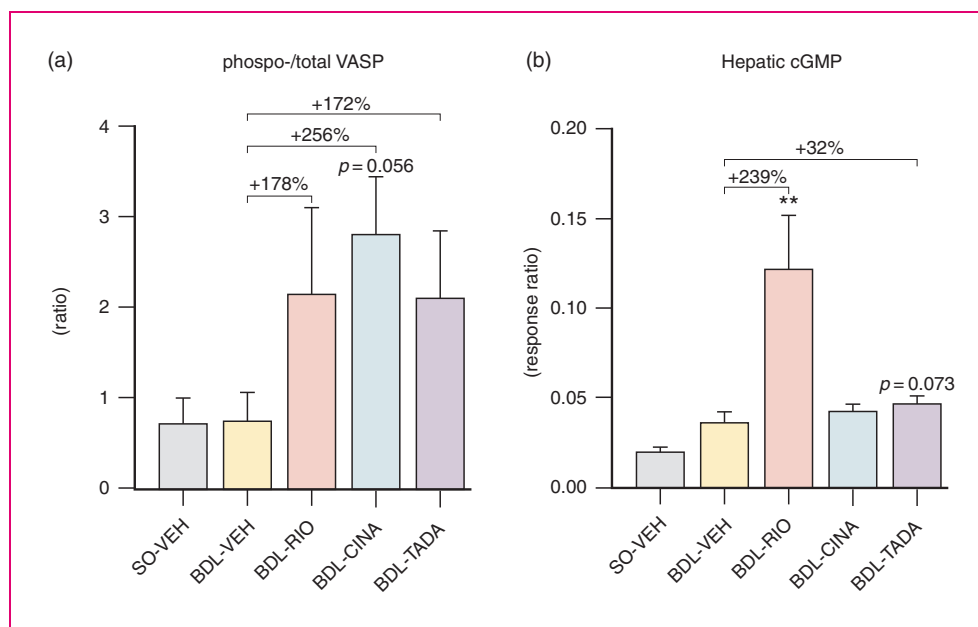 (a)
phospo-/total VASP
+172%
+256%
p = 0.056
+178%
4
3
2
1
0
(ratio)
SO-VEH
BDL-VEH
BDL-RIO
BDL-CINA
BDL-TADA
(b)
Hepatic cGMP
+32%
+239%
**
p = 0.073
0.20
0.15
0.10
0.05
0.00
(response ratio)
SO-VEH
BDL-VEH
BDL-RIO
BDL-CINA
BDL-TADA